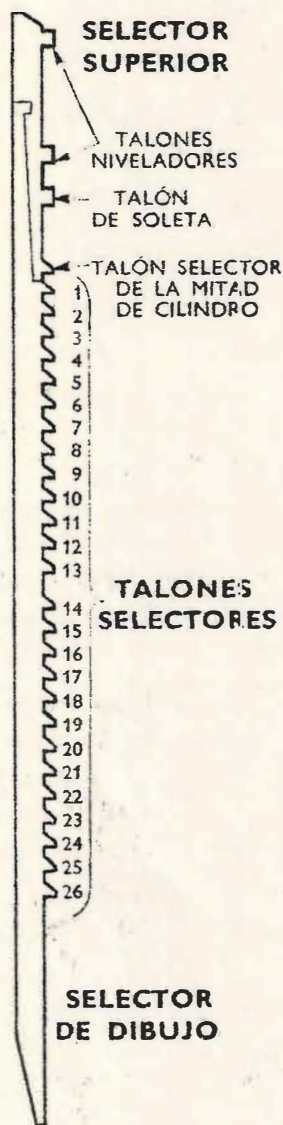 SELECTOR
SUPERIOR
TALONES
NIVELADORES
TALÓN
DE SOLETA
TALÓN SELECTOR
DE LA MITAD
DE CILINDRO
1
2
3
4
5
6
7
8
9
10
11
12
13
TALONES
SELECTORES
14
15
16
17
18
19
20
21
22
23
24
25
26
SELECTOR
DE DIBUJO